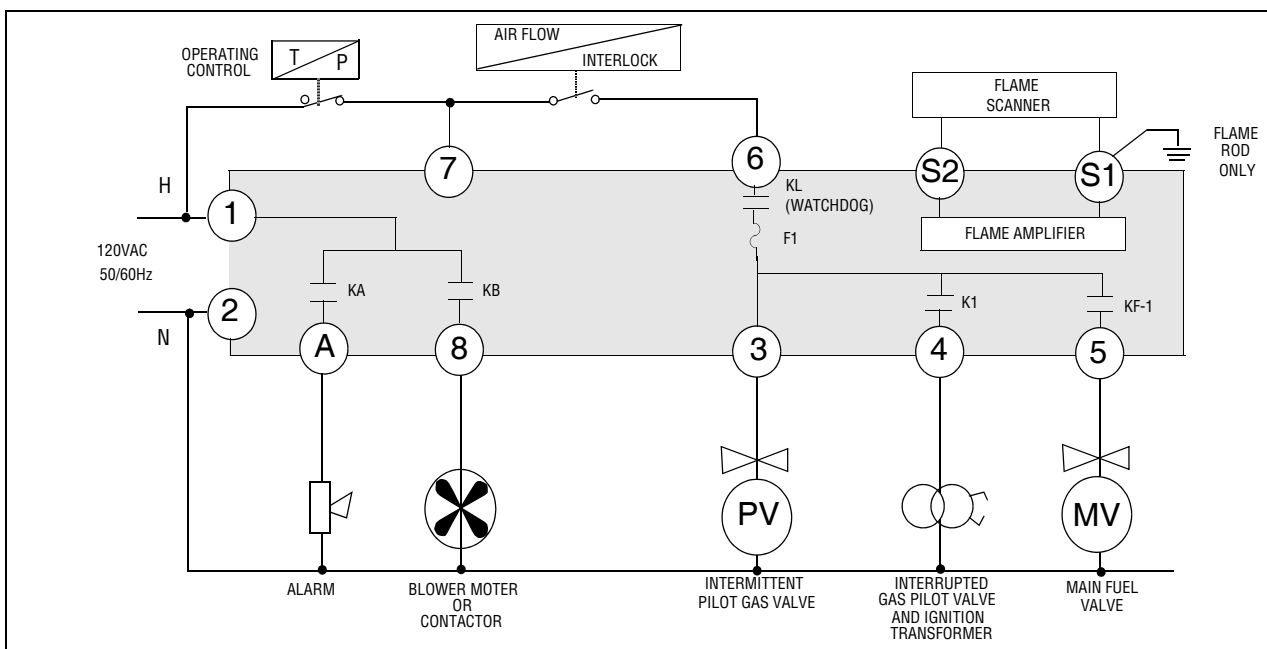 OPERATING
CONTROL
T
P
AIR FLOW
INTERLOCK
FLAME
SCANNER
FLAME
ROD
ONLY
7
6
S2
S1
H
1
KL
(WATCHDOG)
F1
FLAME AMPLIFIER
120VAC
50/60Hz
2
N
KA
KB
K1
KF-1
A
8
3
4
5
PV
MV
ALARM
BLOWER MOTER
OR
CONTACTOR
INTERMITTENT
PILOT GAS VALVE
INTERRUPTED
GAS PILOT VALVE
AND IGNITION
TRANSFORMER
MAIN FUEL
VALVE